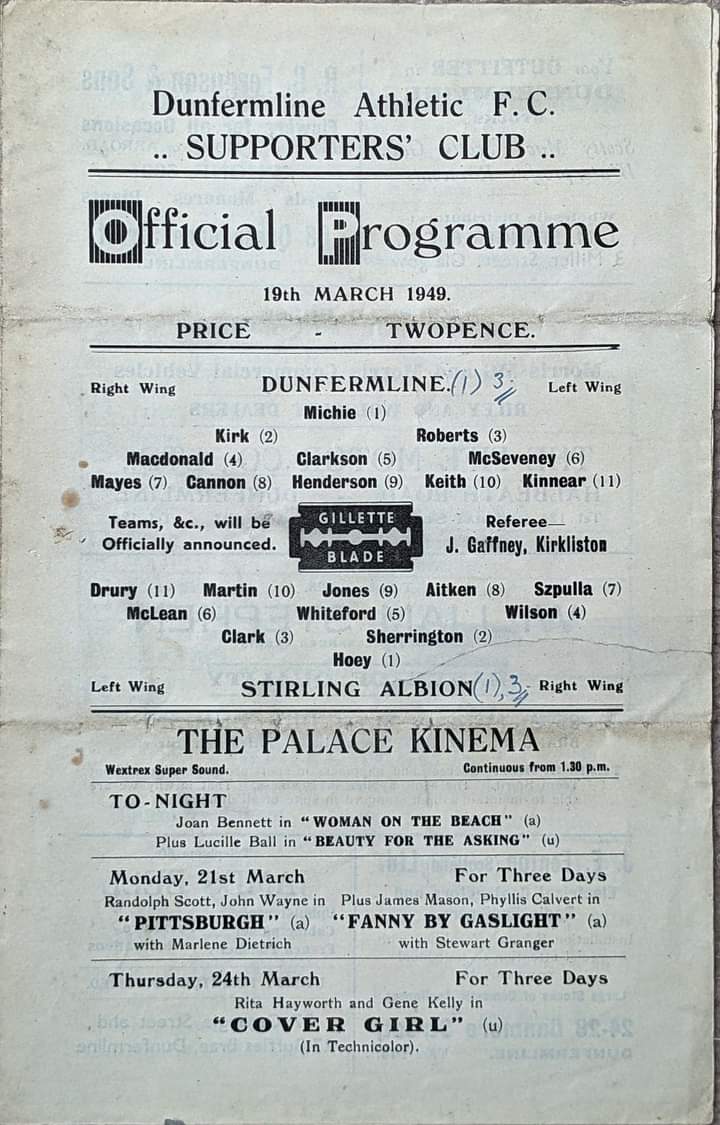 Dunfermline Athletic F.C.
.. SUPPORTERS' CLUB ..
Official Programme
19th MARCH 1949.
PRICE - TWOPENCE.
Right Wing DUNFERMLINE. (1) 3 Left Wing
Michie (1)
Kirk (2) Roberts (3)
Macdonald (4) Clarkson (5) McSeveney (6)
Mayes (7) Cannon (8) Henderson (9) Keith (10) Kinnear (11)
Teams, &c., will be
Officially announced.
GILLETTE
BLADE
Referee—
J. Gaffney, Kirkliston
Drury (11) Martin (10) Jones (9) Aitken (8) Szpulla (7)
McLean (6) Whiteford (5) Wilson (4)
Clark (3) Sherrington (2)
Hoey (1)
Left Wing STIRLING ALBION (1), 3 Right Wing
THE PALACE KINEMA
Wextrex Super Sound. Continuous from 1.30 p.m.
TO-NIGHT
Joan Bennett in "WOMAN ON THE BEACH" (a)
Plus Lucille Ball in "BEAUTY FOR THE ASKING" (u)
Monday, 21st March For Three Days
Randolph Scott, John Wayne in Plus James Mason, Phyllis Calvert in
"PITTSBURGH" (a) "FANNY BY GASLIGHT" (a)
with Marlene Dietrich with Stewart Granger
Thursday, 24th March For Three Days
Rita Hayworth and Gene Kelly in
"COVER GIRL" (u)
(In Technicolor).